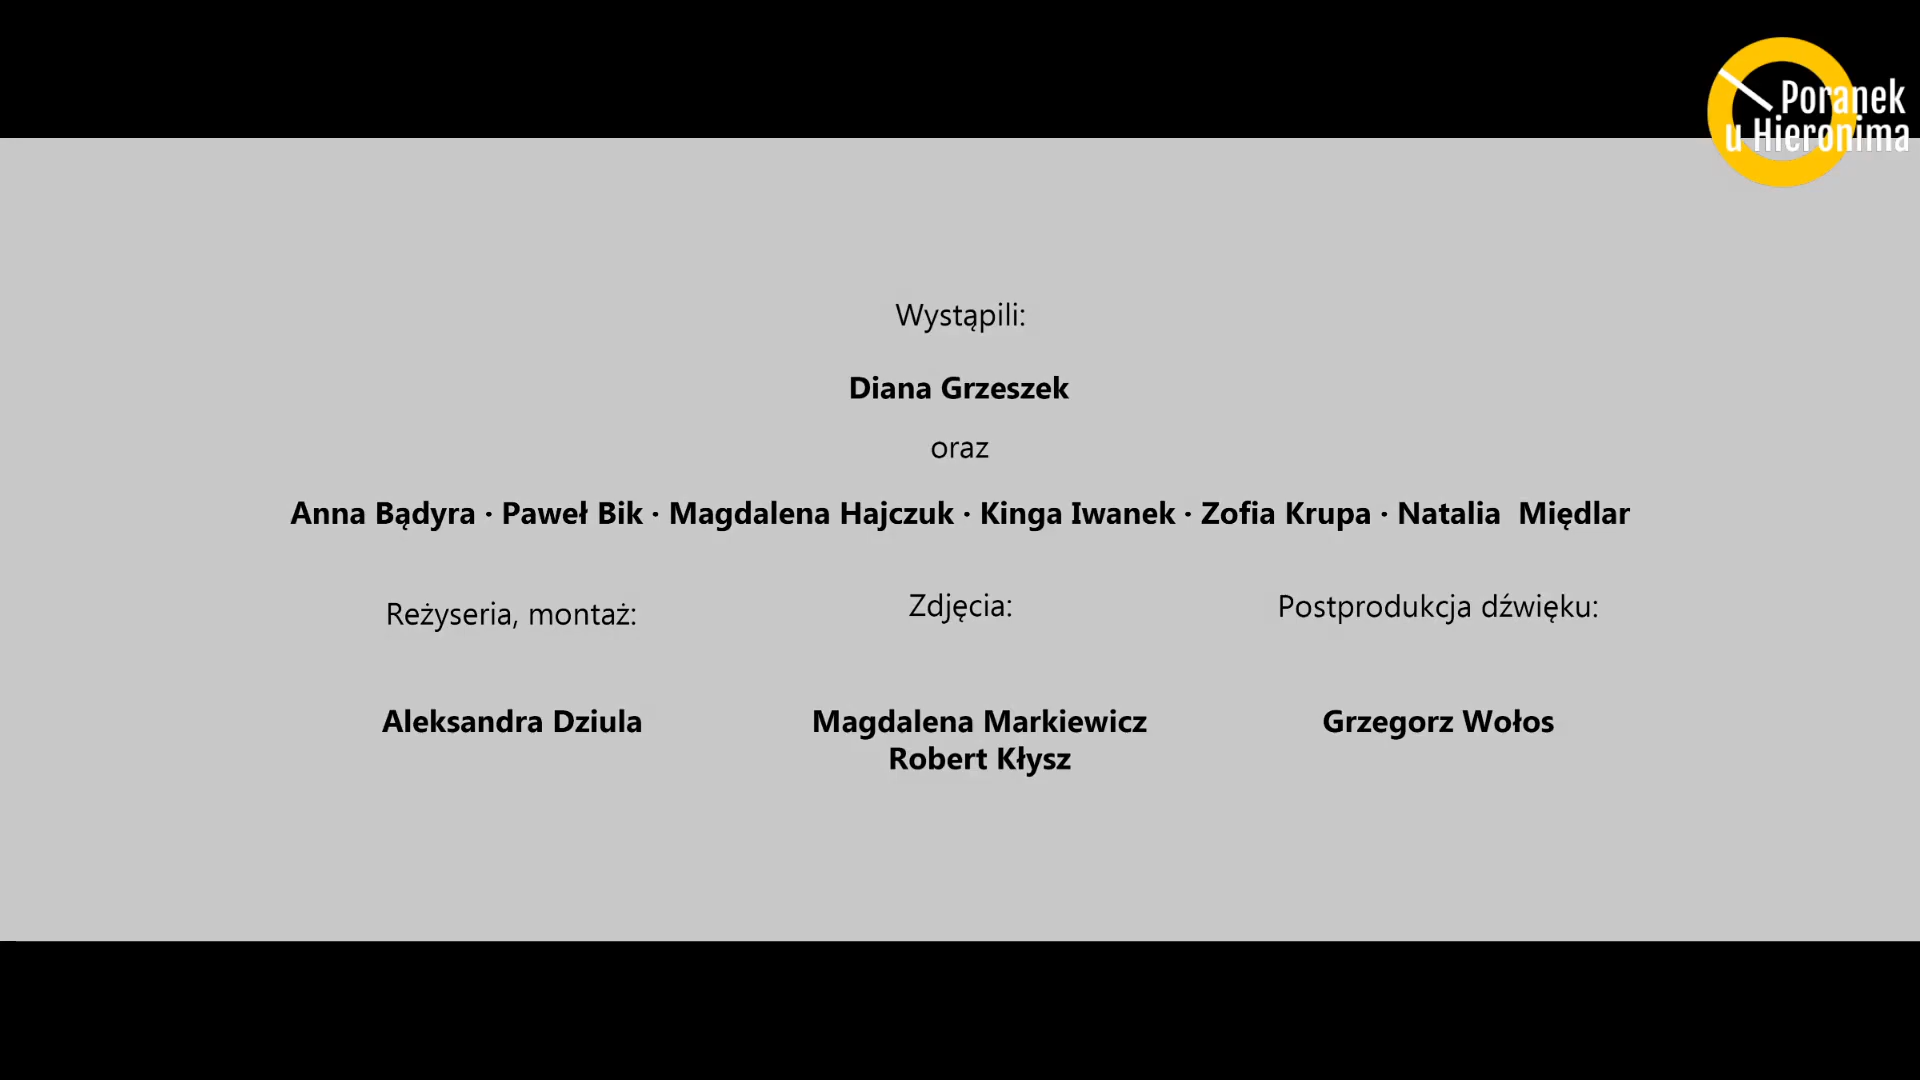 Poranek
u Hieronima
Wystąpili:
Diana Grzeszek
oraz
Anna Bądyra · Paweł Bik · Magdalena Hajczuk · Kinga Iwanek · Zofia Krupa · Natalia  Międlar
Reżyseria, montaż:
Zdjęcia:
Postprodukcja dźwięku:
Aleksandra Dziula
Magdalena Markiewicz
Robert Kłysz
Grzegorz Wołos